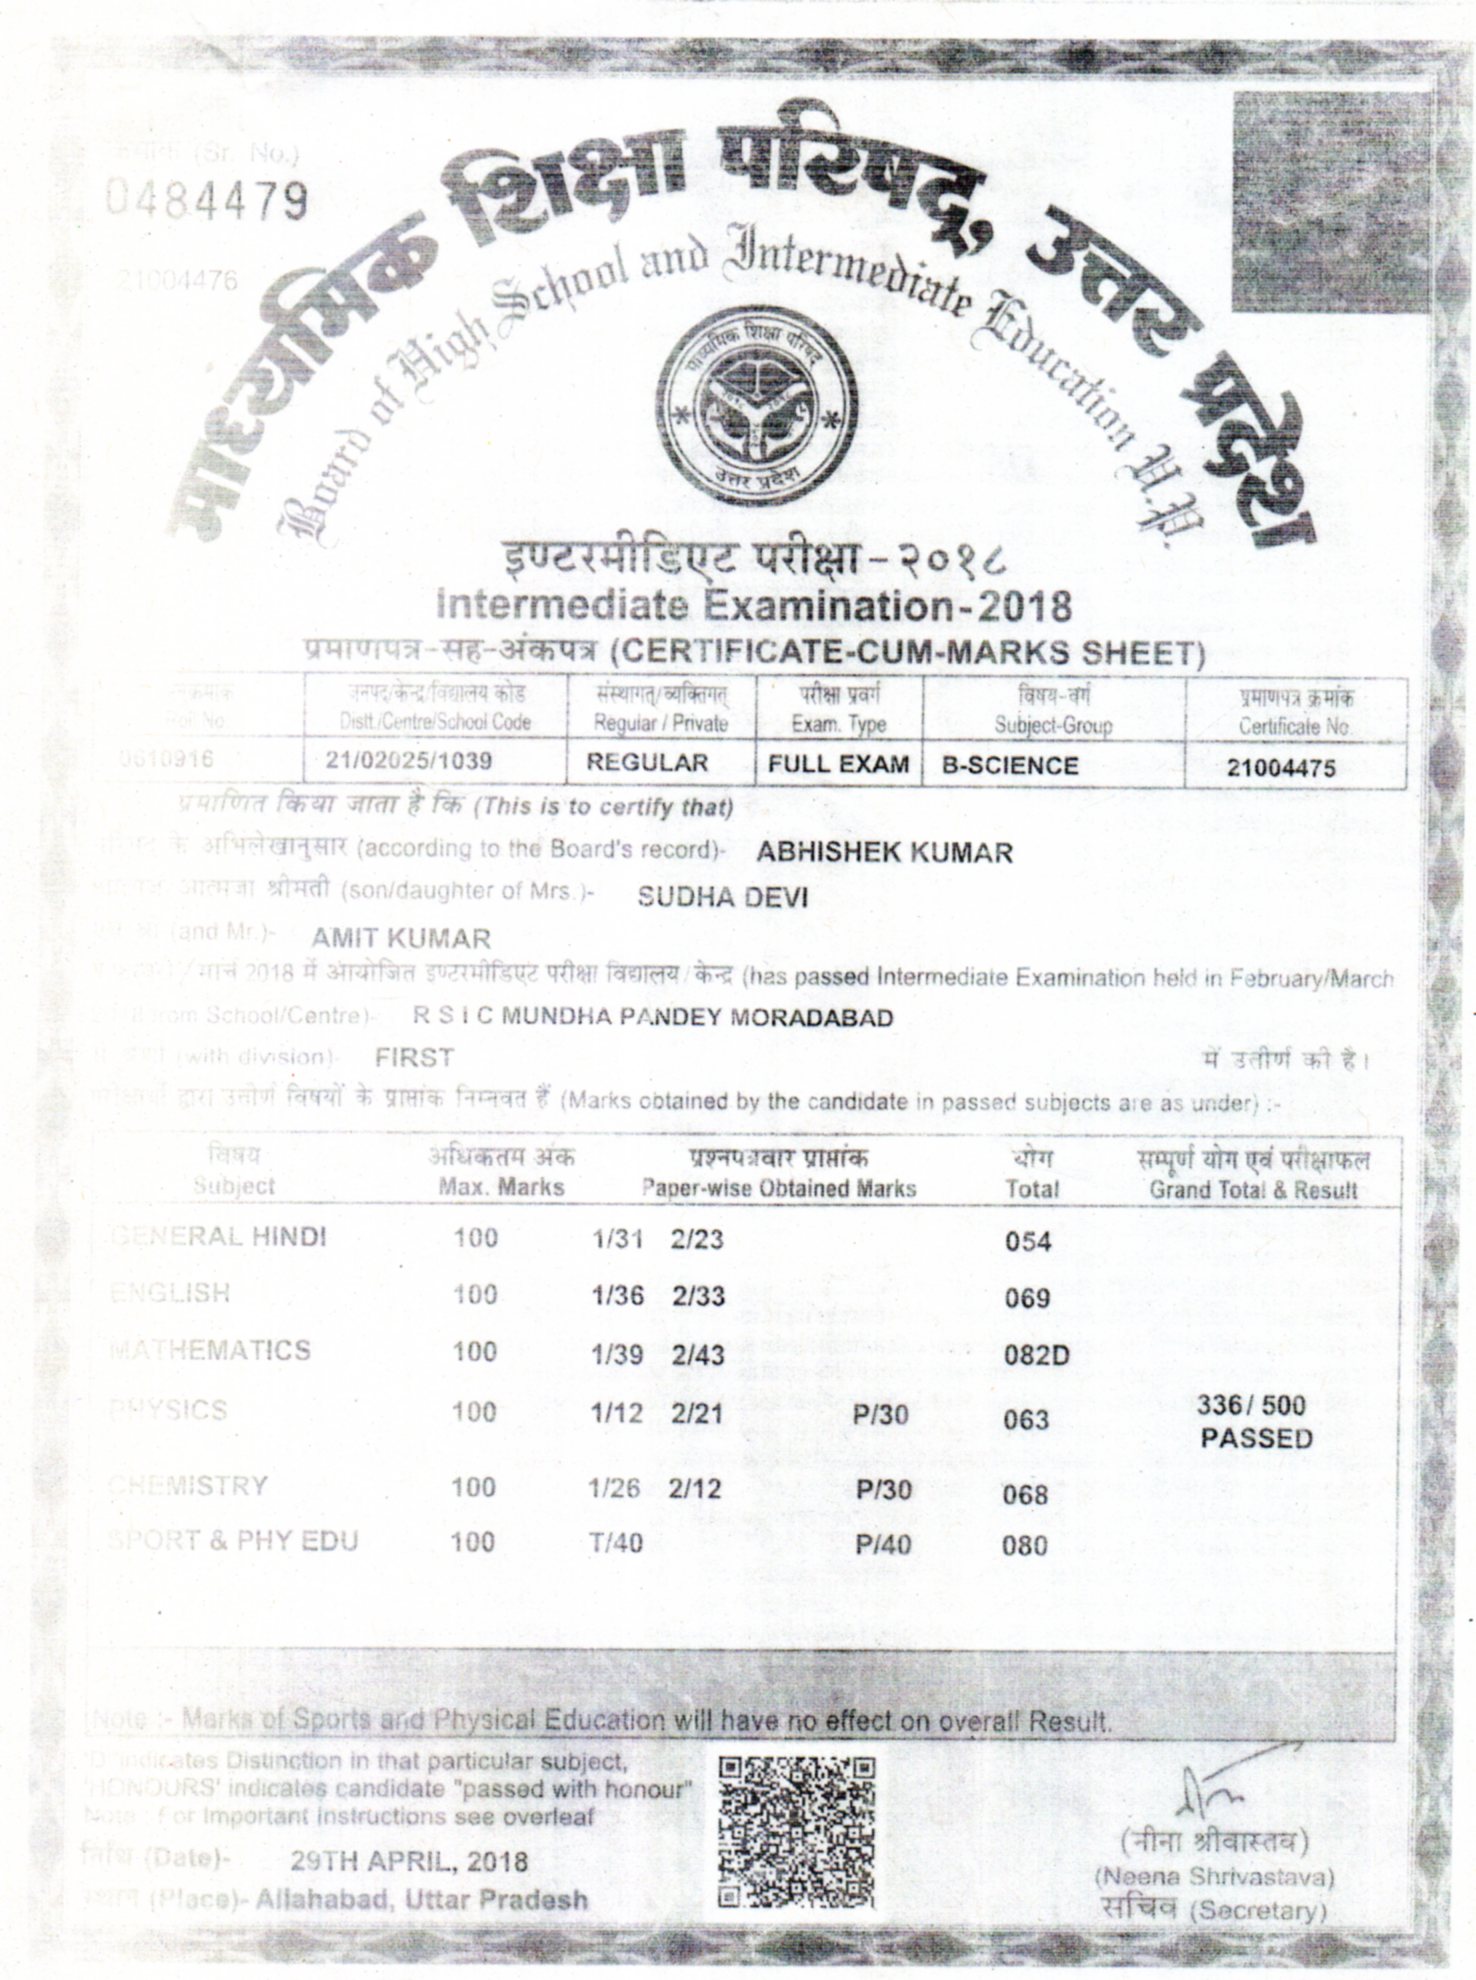 (Sr. No.)
0484479
21004476
माध्यमिक शिक्षा परिषद्, उत्तर प्रदेश
Board of High School and Intermediate Education U.P.
माध्यमिक शिक्षा परिषद
उत्तर प्रदेश
इण्टरमीडिएट परीक्षा-२०१८
Intermediate Examination-2018
प्रमाणपत्र-सह-अंकपत्र (CERTIFICATE-CUM-MARKS SHEET)
जनपद/केन्द्र/विद्यालय कोड संस्थागत्/व्यक्तिगत् परीक्षा प्रवर्ग विषय-वर्ग प्रमाणपत्र क्रमांक
Roll No Distt./Centre/School Code Regular / Private Exam. Type Subject-Group Certificate No
0610916 21/02025/1039 REGULAR FULL EXAM B-SCIENCE 21004475
प्रमाणित किया जाता है कि (This is to certify that)
के अभिलेखानुसार (according to the Board's record)- ABHISHEK KUMAR
आत्मजा श्रीमती (son/daughter of Mrs.)- SUDHA DEVI
(and Mr.)- AMIT KUMAR
मार्च 2018 में आयोजित इण्टरमीडिएट परीक्षा विद्यालय/केन्द्र (has passed Intermediate Examination held in February/March
from School/Centre)- R S I C MUNDHA PANDEY MORADABAD
(with division)- FIRST में उतीर्ण की है।
द्वारा उतीर्ण विषयों के प्राप्तांक निम्नवत हैं (Marks obtained by the candidate in passed subjects are as under) :-
विषय अधिकतम अंक प्रश्नपत्रवार प्राप्तांक योग सम्पूर्ण योग एवं परीक्षाफल
Subject Max. Marks Paper-wise Obtained Marks Total Grand Total & Result
GENERAL HINDI 100 1/31 2/23 054
ENGLISH 100 1/36 2/33 069
MATHEMATICS 100 1/39 2/43 082D
PHYSICS 100 1/12 2/21 P/30 063 336/ 500
PASSED
CHEMISTRY 100 1/26 2/12 P/30 068
SPORT & PHY EDU 100 T/40 P/40 080
Note :- Marks of Sports and Physical Education will have no effect on overall Result.
'D' indicates Distinction in that particular subject,
'HONOURS' indicates candidate "passed with honour"
Note For Important Instructions see overleaf
तिथि (Date)- 29TH APRIL, 2018
स्थान (Place)- Allahabad, Uttar Pradesh
(नीना श्रीवास्तव)
(Neena Shrivastava)
सचिव (Secretary)